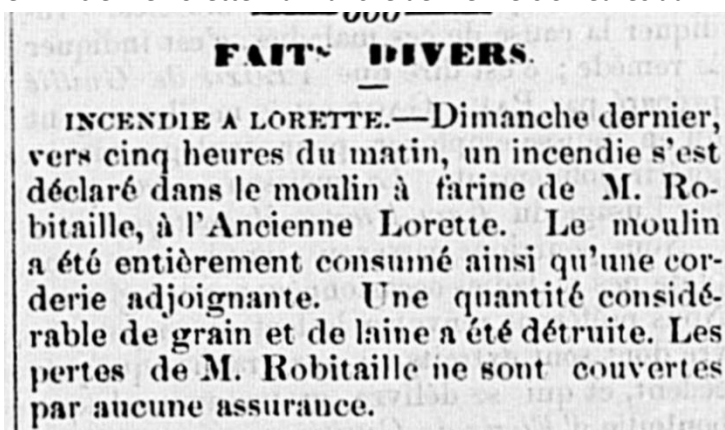 FAITS DIVERS.
INCENDIE A LORETTE.—Dimanche dernier,
vers cinq heures du matin, un incendie s'est
déclaré dans le moulin à farine de M. Ro-
bitaille, à l'Ancienne Lorette. Le moulin
a été entièrement consumé ainsi qu'une cor-
derie adjoignante. Une quantité considé-
rable de grain et de laine a été détruite. Les
pertes de M. Robitaille ne sont couvertes
par aucune assurance.